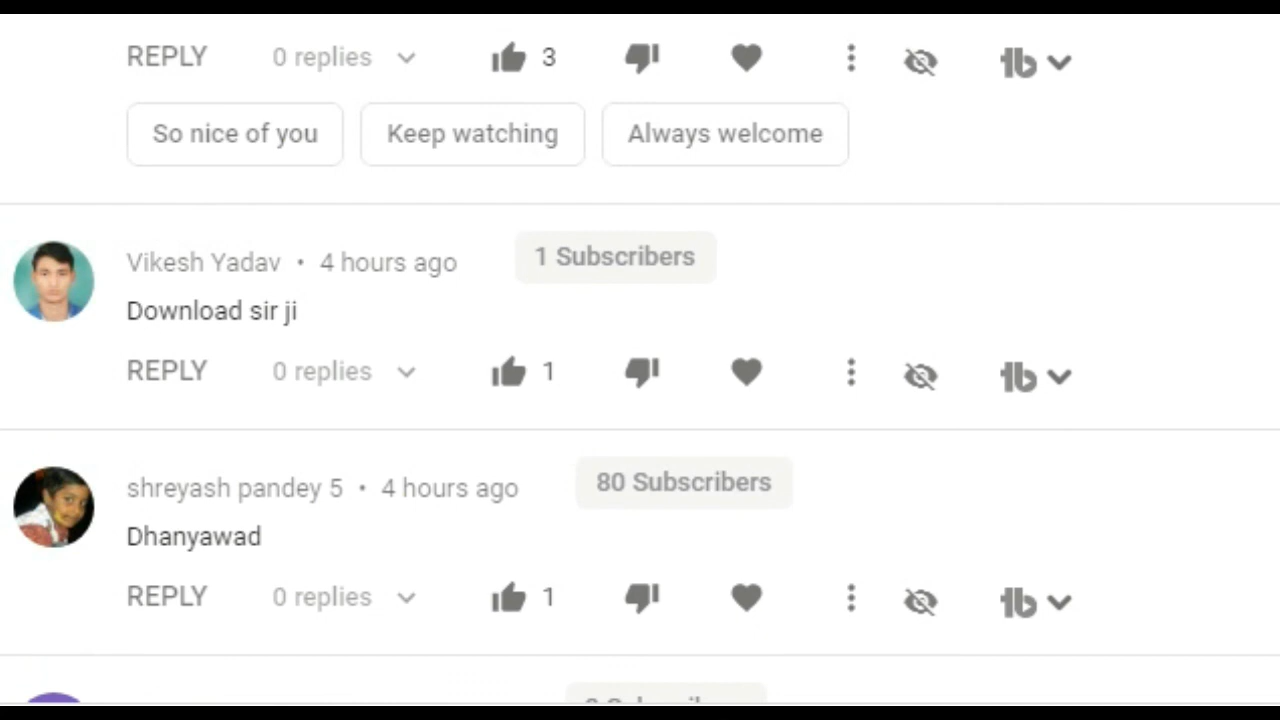 REPLY 0 replies 3
So nice of you Keep watching Always welcome
Vikesh Yadav • 4 hours ago 1 Subscribers
Download sir ji
REPLY 0 replies 1
shreyash pandey 5 • 4 hours ago 80 Subscribers
Dhanyawad
REPLY 0 replies 1